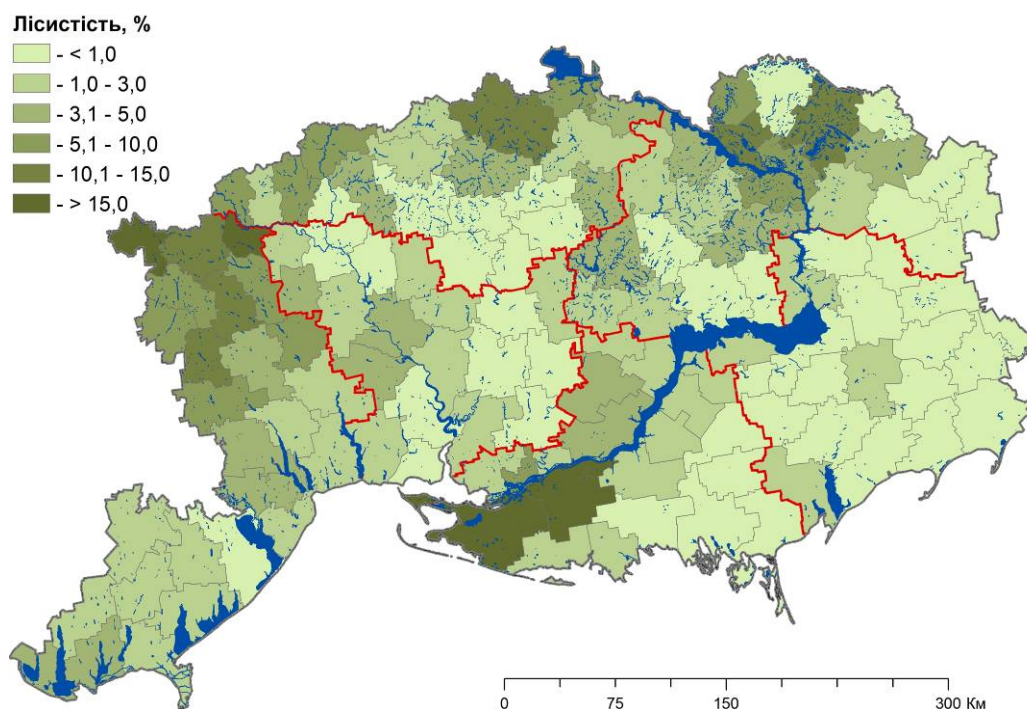 Лісистість, %
- < 1,0
- 1,0 - 3,0
- 3,1 - 5,0
- 5,1 - 10,0
- 10,1 - 15,0
- > 15,0
0 75 150 300 Км